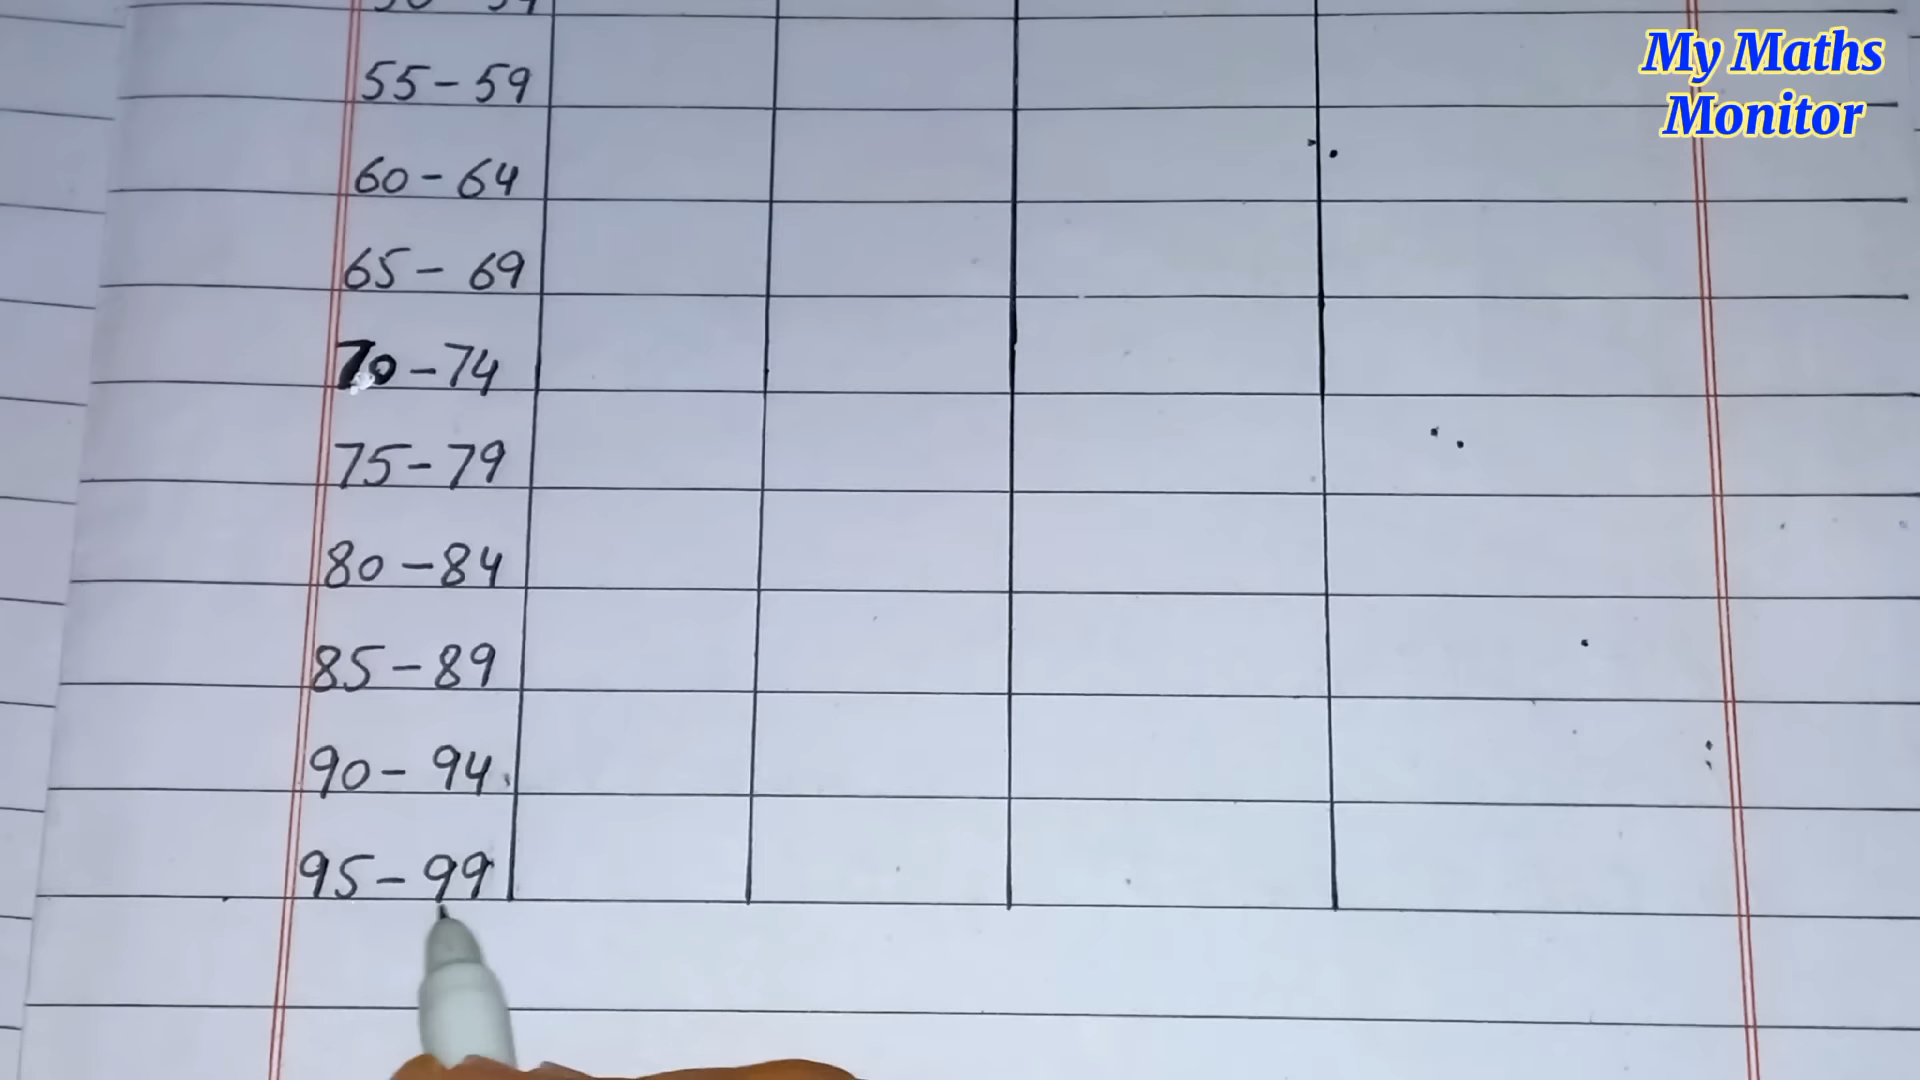 My Maths
Monitor
55 - 59
60 - 64
65 - 69
70 - 74
75 - 79
80 - 84
85 - 89
90 - 94
95 - 99